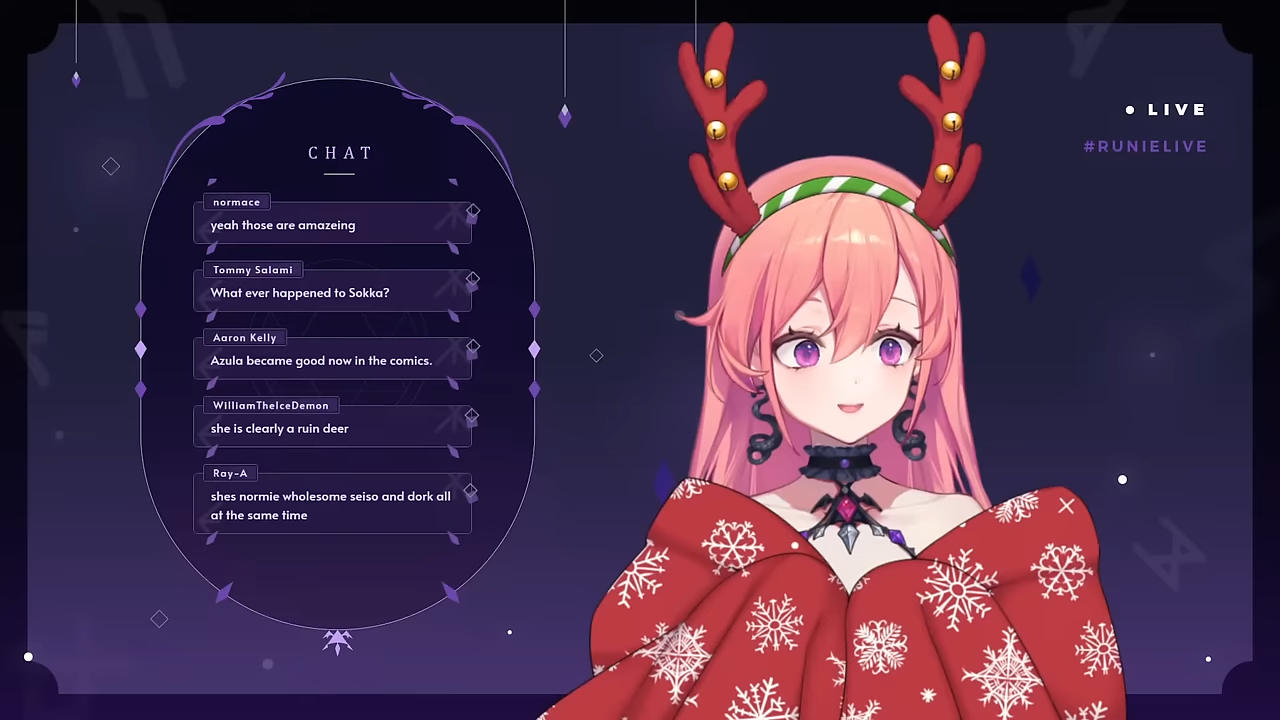 CHAT
normace
yeah those are amazeing
Tommy Salami
What ever happened to Sokka?
Aaron Kelly
Azula became good now in the comics.
WIlliamTheIceDemon
she is clearly a ruin deer
Ray-A
shes normie wholesome seiso and dork all
at the same time
LIVE
#RUNIELIVE